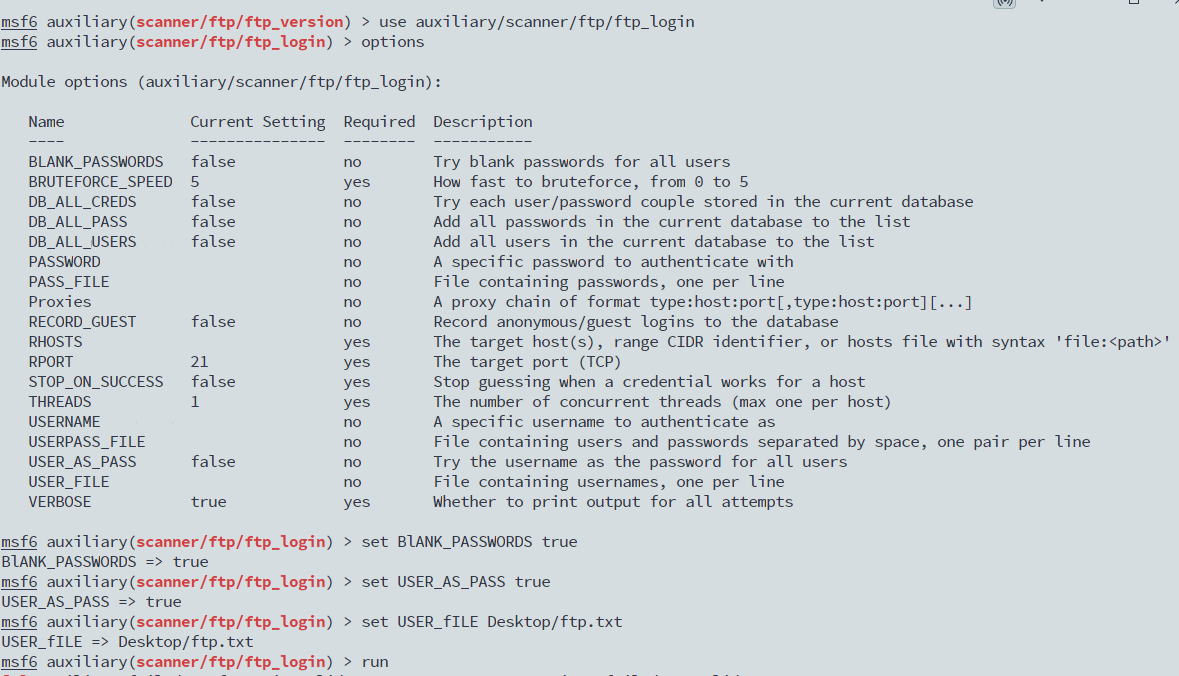 msf6 auxiliary(scanner/ftp/ftp_version) > use auxiliary/scanner/ftp/ftp_login
msf6 auxiliary(scanner/ftp/ftp_login) > options
Module options (auxiliary/scanner/ftp/ftp_login):
Name Current Setting Required Description
---- --------------- -------- -----------
BLANK_PASSWORDS false no Try blank passwords for all users
BRUTEFORCE_SPEED 5 yes How fast to bruteforce, from 0 to 5
DB_ALL_CREDS false no Try each user/password couple stored in the current database
DB_ALL_PASS false no Add all passwords in the current database to the list
DB_ALL_USERS false no Add all users in the current database to the list
PASSWORD no A specific password to authenticate with
PASS_FILE no File containing passwords, one per line
Proxies no A proxy chain of format type:host:port[,type:host:port][...]
RECORD_GUEST false no Record anonymous/guest logins to the database
RHOSTS yes The target host(s), range CIDR identifier, or hosts file with syntax 'file:<path>'
RPORT 21 yes The target port (TCP)
STOP_ON_SUCCESS false yes Stop guessing when a credential works for a host
THREADS 1 yes The number of concurrent threads (max one per host)
USERNAME no A specific username to authenticate as
USERPASS_FILE no File containing users and passwords separated by space, one pair per line
USER_AS_PASS false no Try the username as the password for all users
USER_FILE no File containing usernames, one per line
VERBOSE true yes Whether to print output for all attempts
msf6 auxiliary(scanner/ftp/ftp_login) > set BlANK_PASSWORDS true
BlANK_PASSWORDS => true
msf6 auxiliary(scanner/ftp/ftp_login) > set USER_AS_PASS true
USER_AS_PASS => true
msf6 auxiliary(scanner/ftp/ftp_login) > set USER_fILE Desktop/ftp.txt
USER_fILE => Desktop/ftp.txt
msf6 auxiliary(scanner/ftp/ftp_login) > run